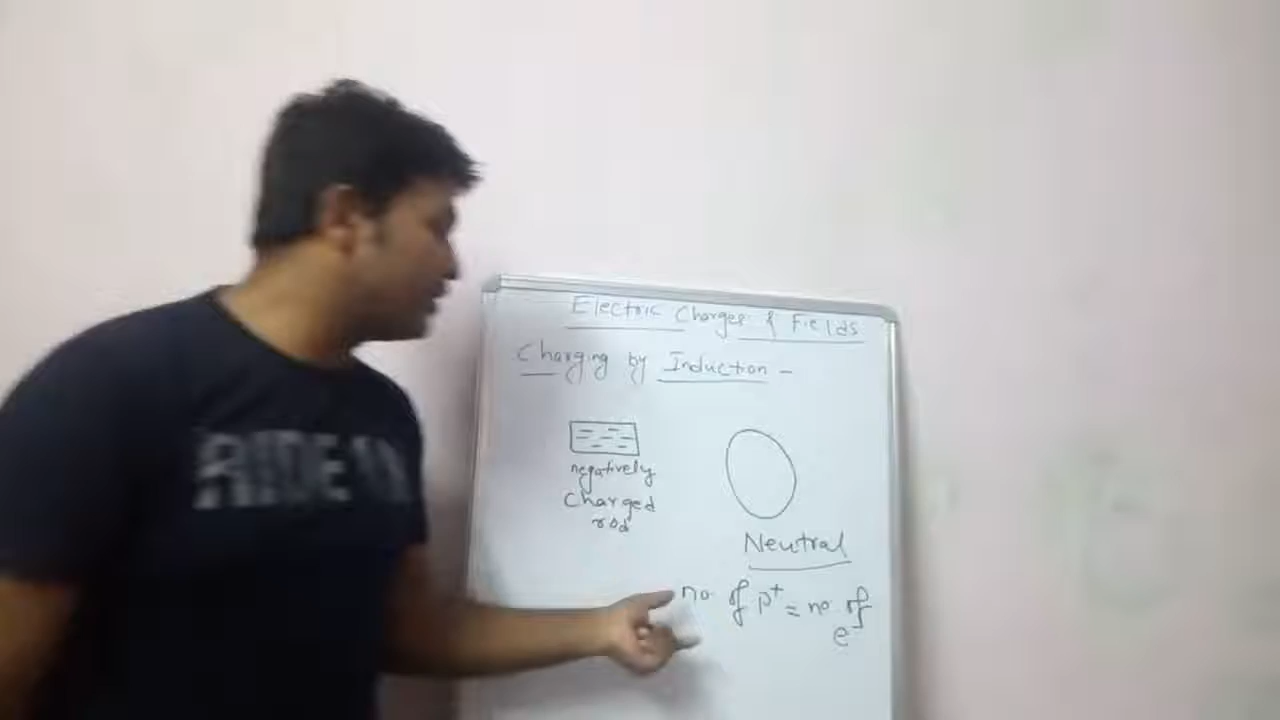 Electric Charges & Fields
Charging by Induction -
negatively
Charged
rod
Neutral
no. of p+ = no. of
e-